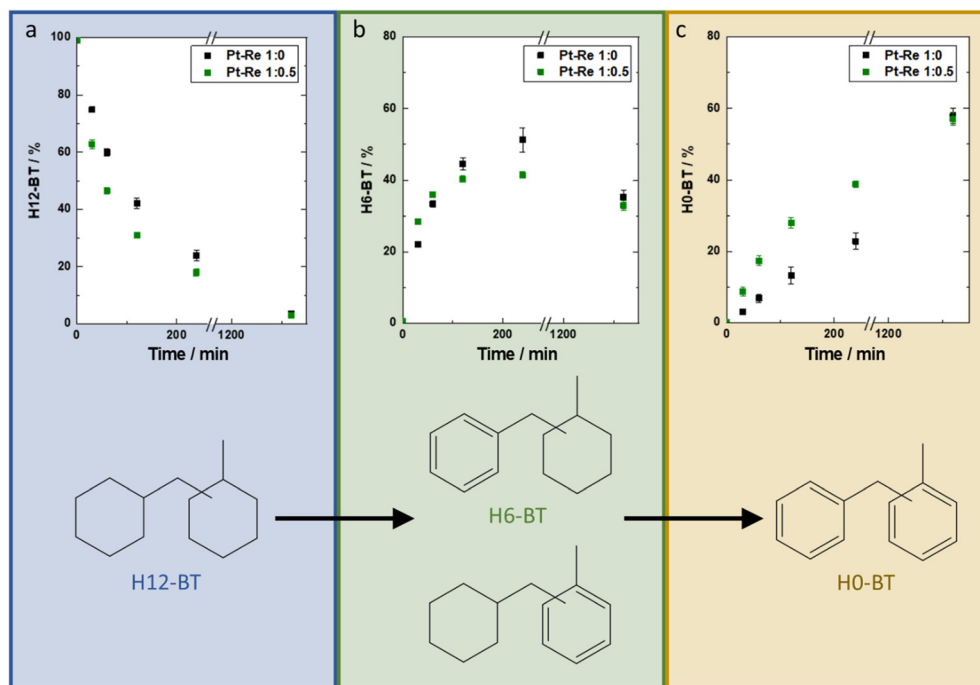 a
100
80
60
40
20
0
H12-BT / %
Pt-Re 1:0
Pt-Re 1:0.5
0
200
1200
Time / min
b
80
60
40
20
0
H6-BT / %
Pt-Re 1:0
Pt-Re 1:0.5
0
200
1200
Time / min
c
80
60
40
20
0
H0-BT / %
Pt-Re 1:0
Pt-Re 1:0.5
0
200
1200
Time / min
H12-BT
H6-BT
H0-BT